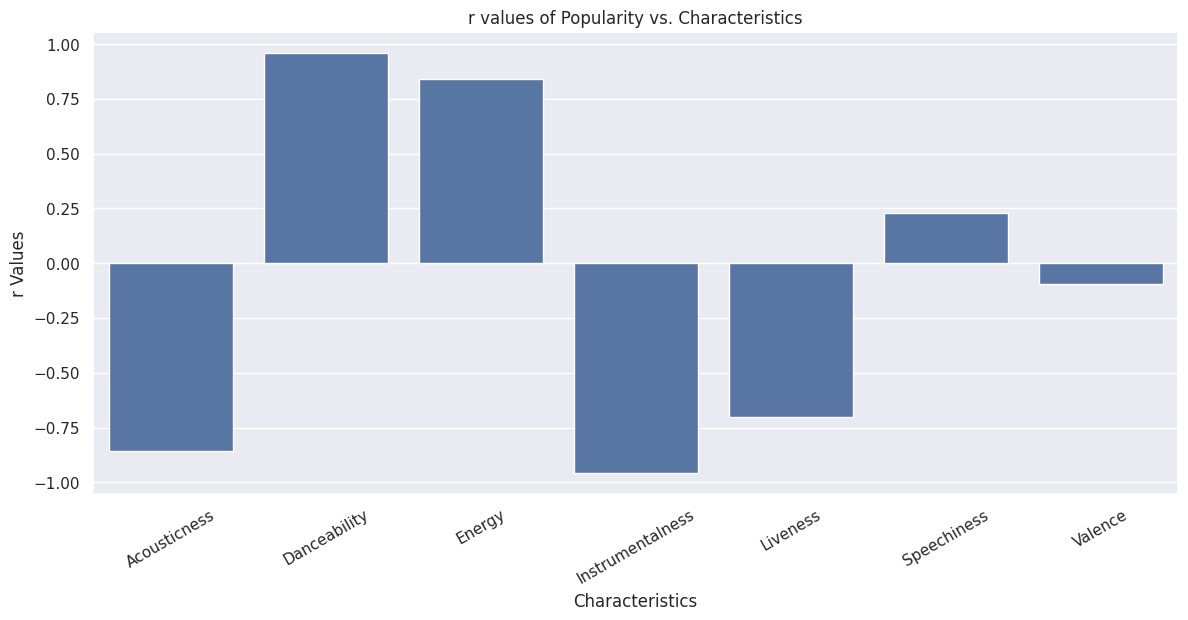 r values of Popularity vs. Characteristics
1.00
0.75
0.50
0.25
0.00
−0.25
−0.50
−0.75
−1.00
r Values
Acousticness
Danceability
Energy
Instrumentalness
Liveness
Speechiness
Valence
Characteristics